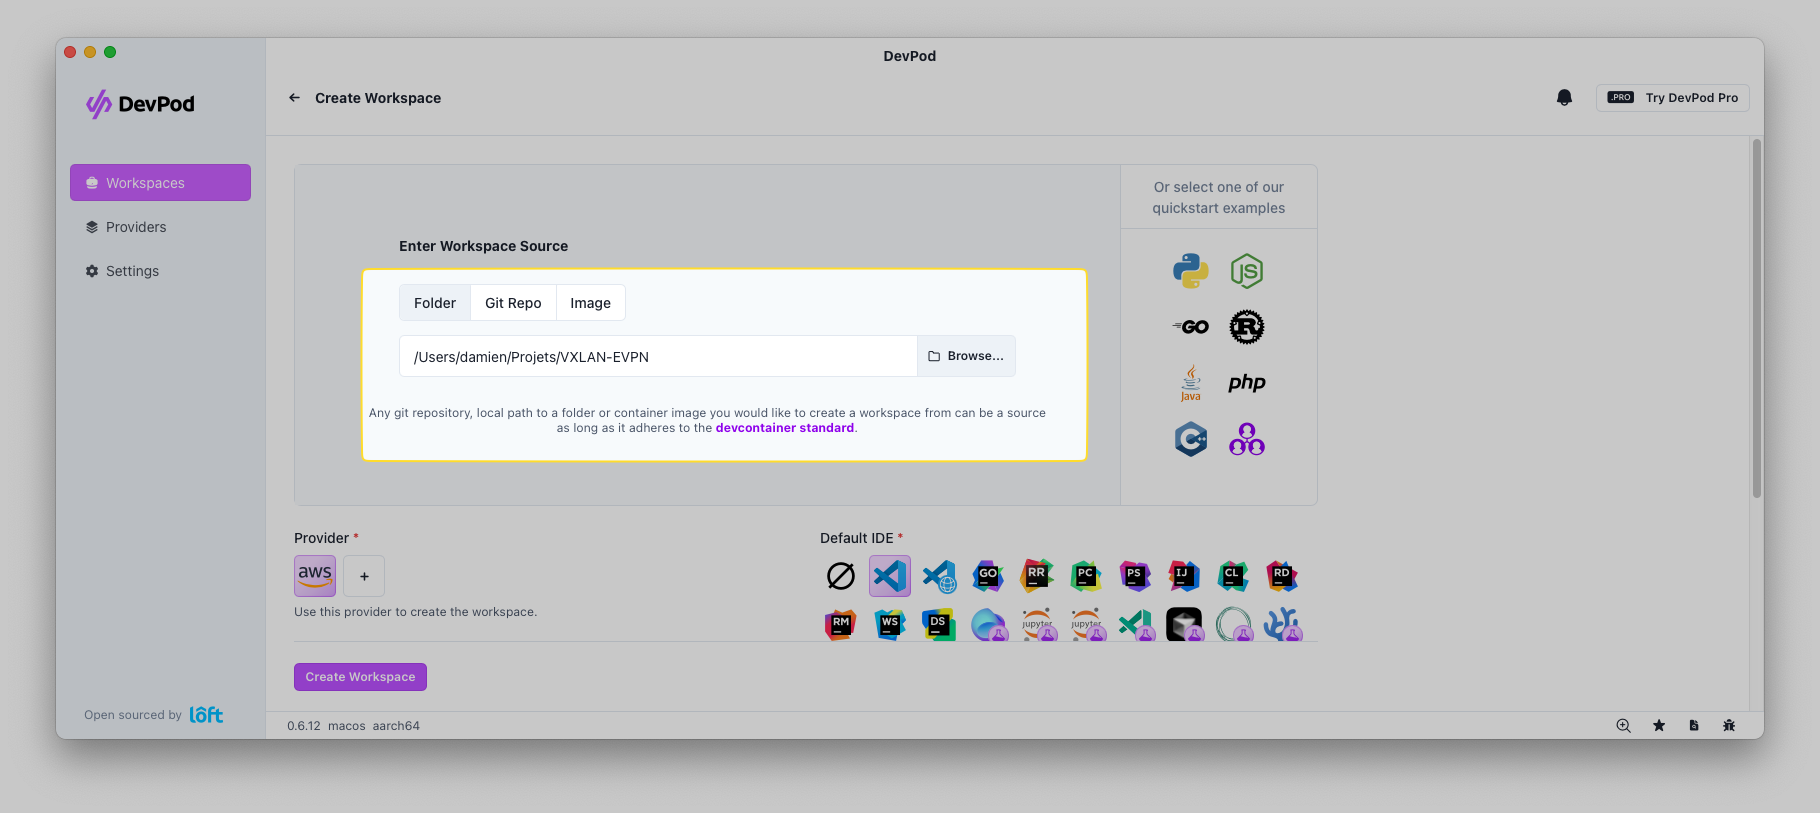 DevPod
DevPod
Create Workspace
.PRO Try DevPod Pro
Workspaces
Providers
Settings
Or select one of our
quickstart examples
Enter Workspace Source
Folder Git Repo Image
/Users/damien/Projets/VXLAN-EVPN Browse...
Any git repository, local path to a folder or container image you would like to create a workspace from can be a source
as long as it adheres to the devcontainer standard.
JS
GO
R
Java php
C++
Provider *
Default IDE *
aws +
GO RR PC PS IJ CL RD
Use this provider to create the workspace.
RM WS DS jupyter jupyter
Create Workspace
Open sourced by loft
0.6.12 macos aarch64